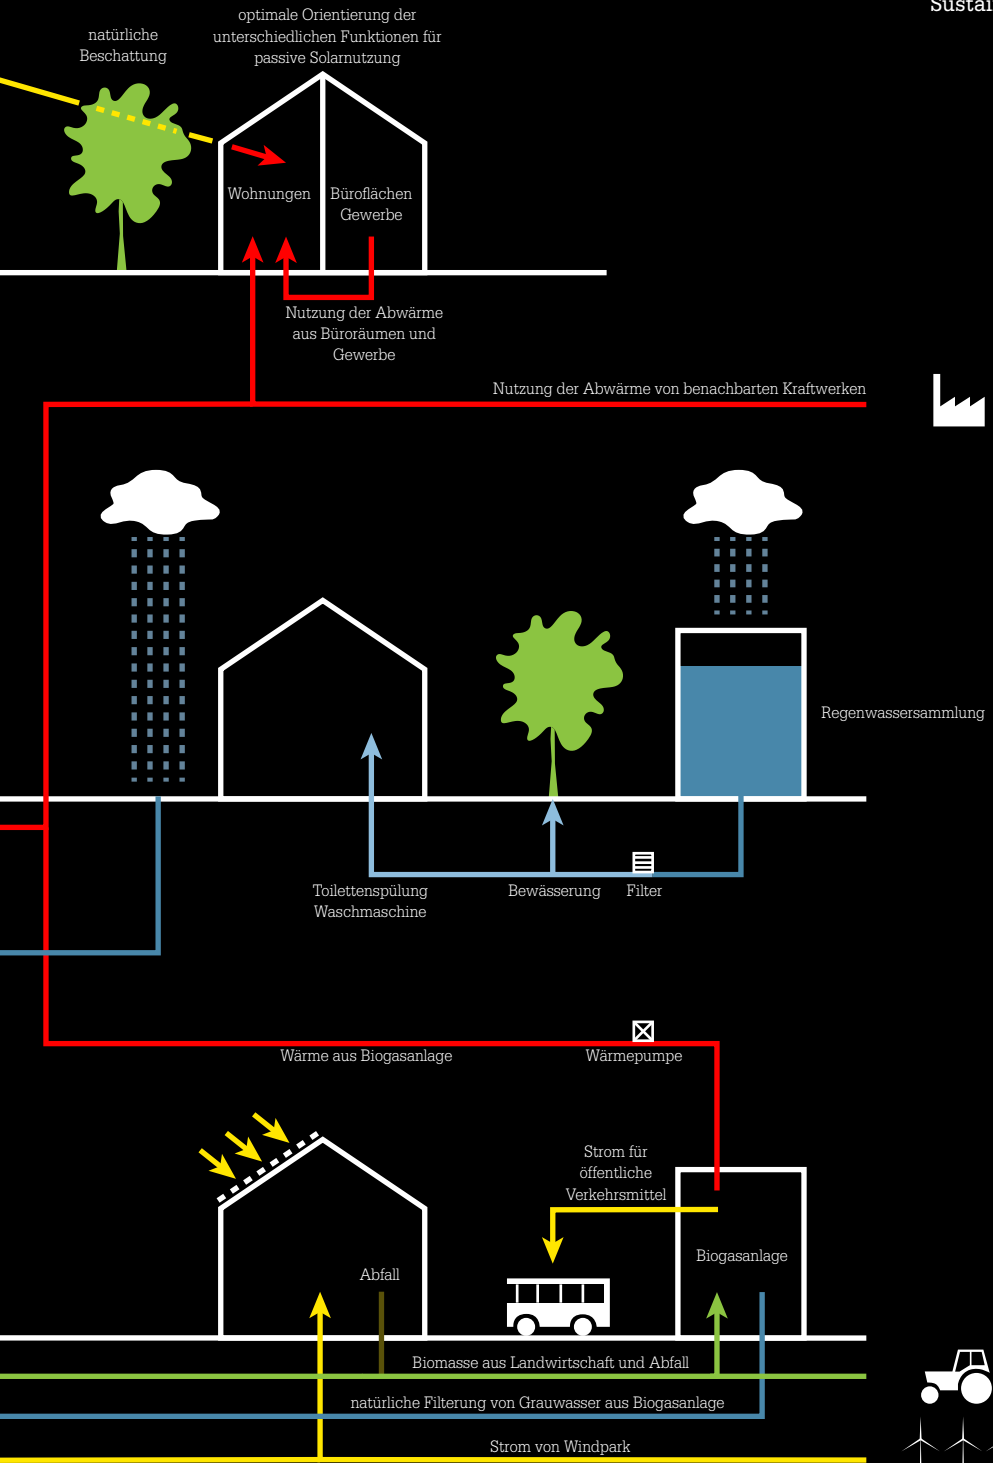 Sustai
optimale Orientierung der
unterschiedlichen Funktionen für
passive Solarnutzung
natürliche
Beschattung
Wohnungen
Büroflächen
Gewerbe
Nutzung der Abwärme
aus Büroräumen und
Gewerbe
Nutzung der Abwärme von benachbarten Kraftwerken
Regenwassersammlung
Toilettenspülung
Waschmaschine
Bewässerung
Filter
Wärme aus Biogasanlage
Wärmepumpe
Strom für
öffentliche
Verkehrsmittel
Biogasanlage
Abfall
Biomasse aus Landwirtschaft und Abfall
natürliche Filterung von Grauwasser aus Biogasanlage
Strom von Windpark